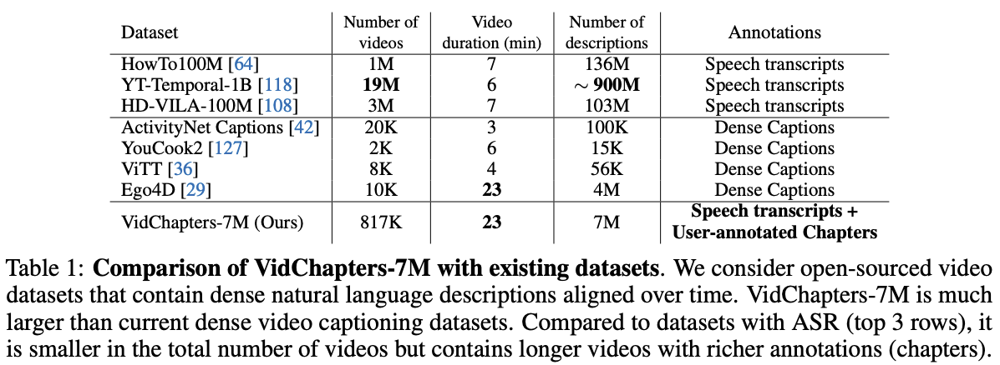 Dataset Number of videos Video duration (min) Number of descriptions Annotations
HowTo100M [64] 1M 7 136M Speech transcripts
YT-Temporal-1B [118] 19M 6 ∼ 900M Speech transcripts
HD-VILA-100M [108] 3M 7 103M Speech transcripts
ActivityNet Captions [42] 20K 3 100K Dense Captions
YouCook2 [127] 2K 6 15K Dense Captions
ViTT [36] 8K 4 56K Dense Captions
Ego4D [29] 10K 23 4M Dense Captions
VidChapters-7M (Ours) 817K 23 7M Speech transcripts + User-annotated Chapters
Table 1: Comparison of VidChapters-7M with existing datasets. We consider open-sourced video
datasets that contain dense natural language descriptions aligned over time. VidChapters-7M is much
larger than current dense video captioning datasets. Compared to datasets with ASR (top 3 rows), it
is smaller in the total number of videos but contains longer videos with richer annotations (chapters).